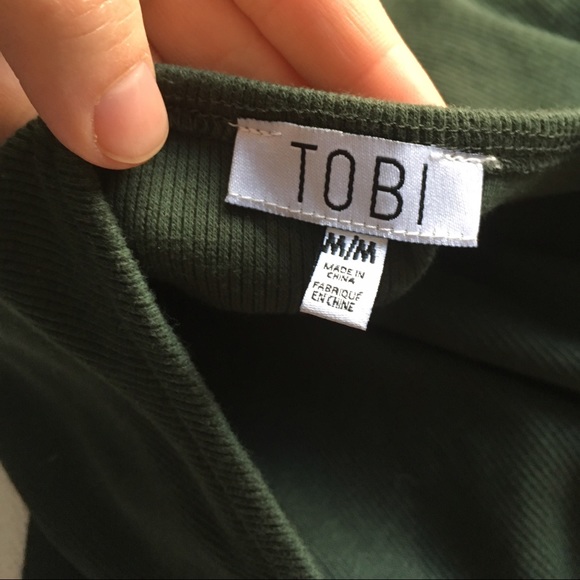 TOBI
M/M
MADE IN
CHINA
FABRIQUÉ
EN CHINE